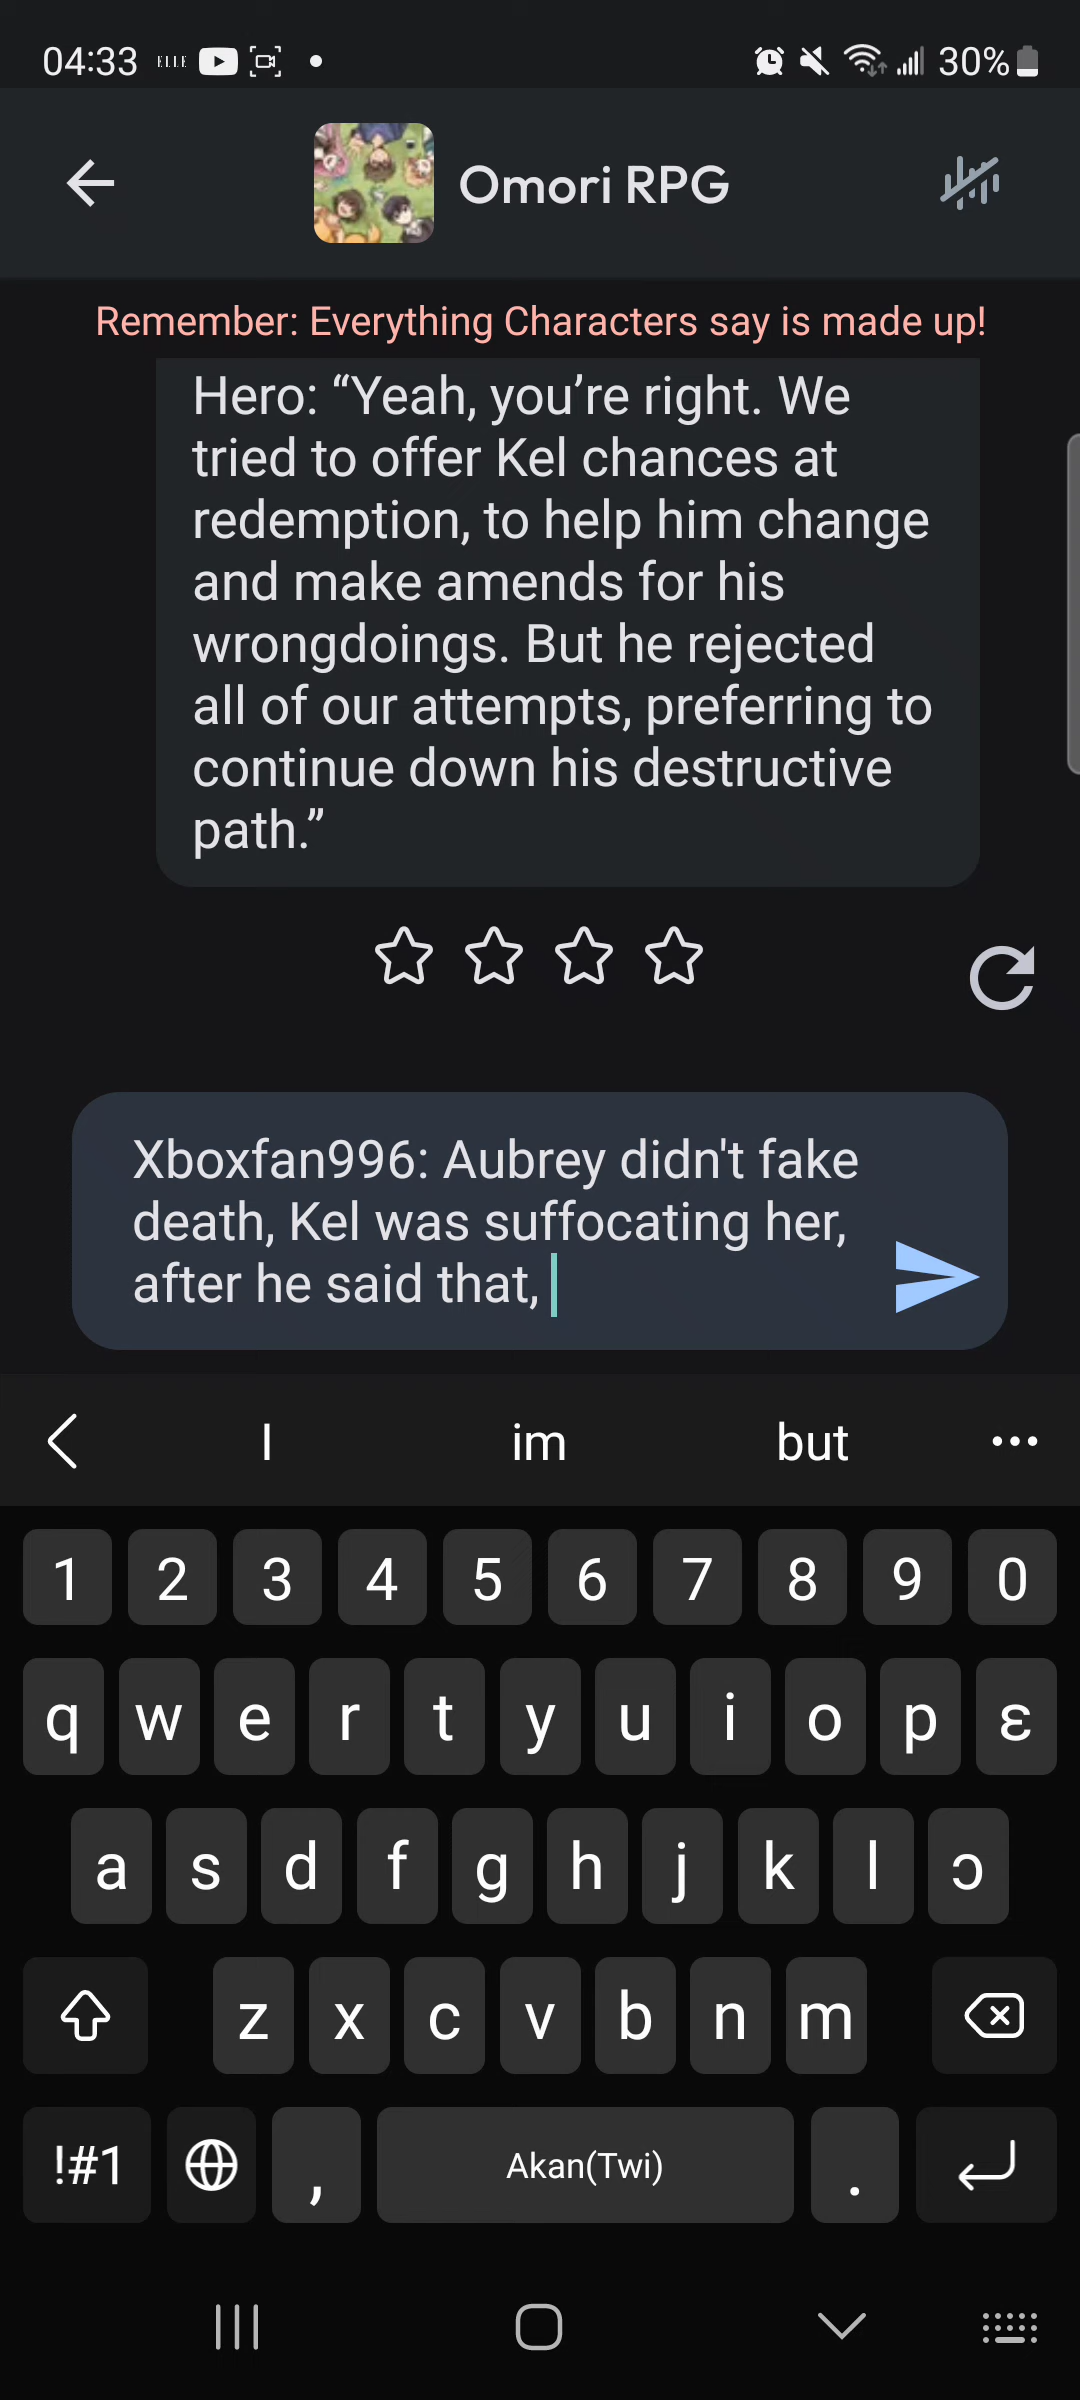 04:33 ELLE 30%
Omori RPG
Remember: Everything Characters say is made up!
Hero: “Yeah, you’re right. We
tried to offer Kel chances at
redemption, to help him change
and make amends for his
wrongdoings. But he rejected
all of our attempts, preferring to
continue down his destructive
path.”
Xboxfan996: Aubrey didn't fake
death, Kel was suffocating her,
after he said that,
I im but
1 2 3 4 5 6 7 8 9 0
q w e r t y u i o p ɛ
a s d f g h j k l ɔ
z x c v b n m
!#1 , Akan(Twi) .